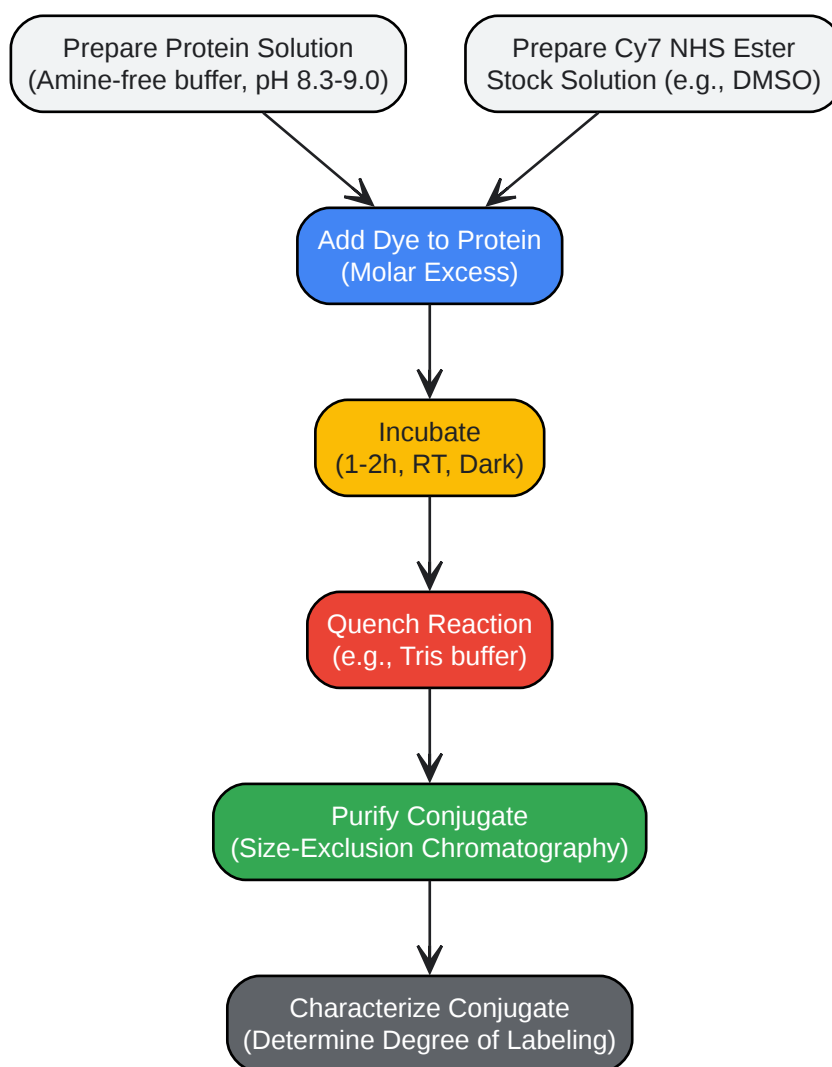 Prepare Protein Solution
(Amine-free buffer, pH 8.3-9.0)
Prepare Cy7 NHS Ester
Stock Solution (e.g., DMSO)
Add Dye to Protein
(Molar Excess)
Incubate
(1-2h, RT, Dark)
Quench Reaction
(e.g., Tris buffer)
Purify Conjugate
(Size-Exclusion Chromatography)
Characterize Conjugate
(Determine Degree of Labeling)